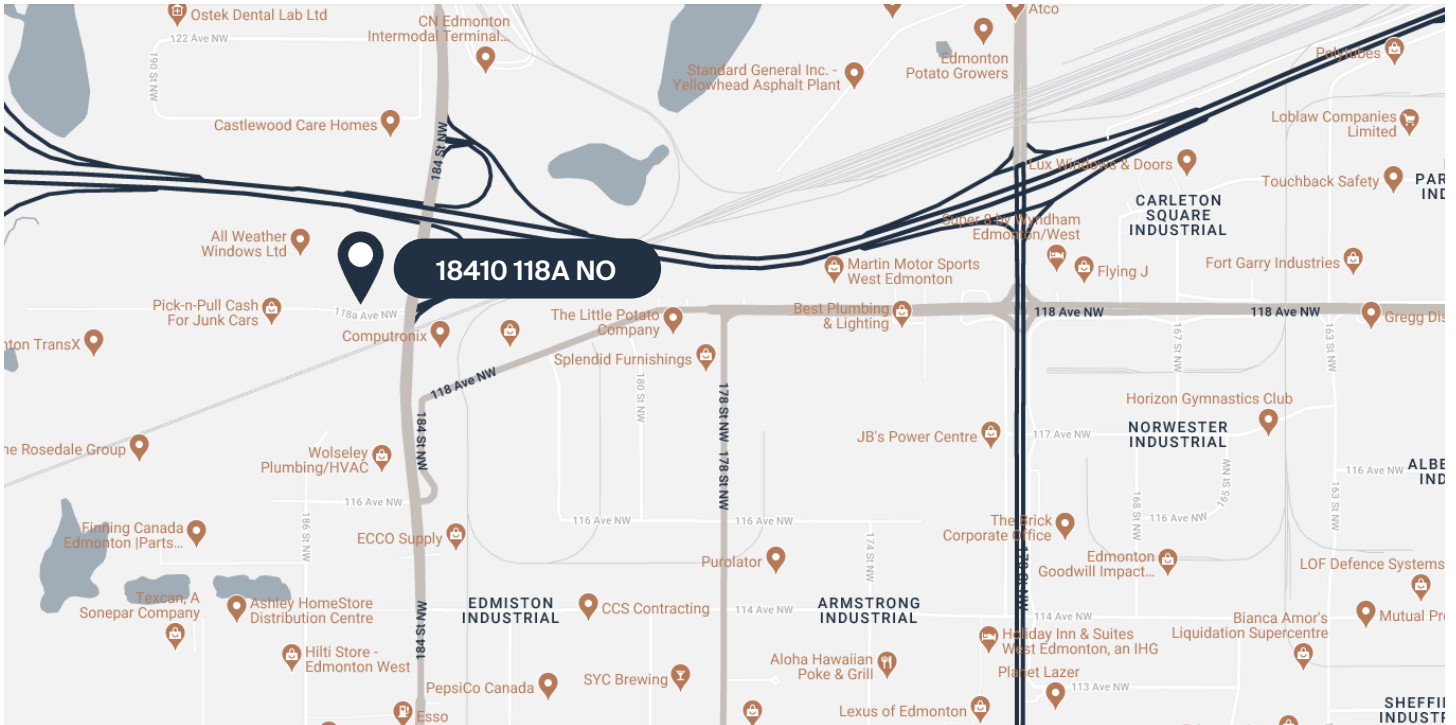 Ostek Dental Lab Ltd
122 Ave NW
190 St NW
CN Edmonton
Intermodal Terminal...
Castlewood Care Homes
184 St NW
Standard General Inc. -
Yellowhead Asphalt Plant
Edmonton
Potato Growers
Atco
Polytubes
Loblaw Companies
Limited
Lux Windows & Doors
Touchback Safety
PAR
IND
CARLETON
SQUARE
INDUSTRIAL
Super 8 by Wyndham
Edmonton/West
All Weather
Windows Ltd
18410 118A NO
Martin Motor Sports
West Edmonton
Flying J
Fort Garry Industries
Pick-n-Pull Cash
For Junk Cars
118a Ave NW
Computronix
The Little Potato
Company
Best Plumbing
& Lighting
118 Ave NW
118 Ave NW
Gregg Dis
nton TransX
Splendid Furnishings
118 Ave NW
180 St NW
178 St NW
178 St NW
167 St NW
163 St NW
Horizon Gymnastics Club
184 St NW
he Rosedale Group
Wolseley
Plumbing/HVAC
JB's Power Centre
117 Ave NW
NORWESTER
INDUSTRIAL
ALBE
IND
116 Ave NW
165 St NW
163 St NW
168 St NW
116 Ave NW
116 Ave NW
186 St NW
Finning Canada
Edmonton |Parts...
ECCO Supply
116 Ave NW
116 Ave NW
174 St NW
The Brick
Corporate Office
Purolator
Edmonton
Goodwill Impact...
LOF Defence Systems
Texcan, A
Sonepar Company
Ashley HomeStore
Distribution Centre
184 St NW
EDMISTON
INDUSTRIAL
CCS Contracting
114 Ave NW
ARMSTRONG
INDUSTRIAL
114 Ave NW
Bianca Amor's
Liquidation Supercentre
Mutual Pro
Hilti Store -
Edmonton West
Holiday Inn & Suites
West Edmonton, an IHG
Aloha Hawaiian
Poke & Grill
Planet Lazer
PepsiCo Canada
SYC Brewing
113 Ave NW
Esso
Lexus of Edmonton
SHEFFI
INDUST